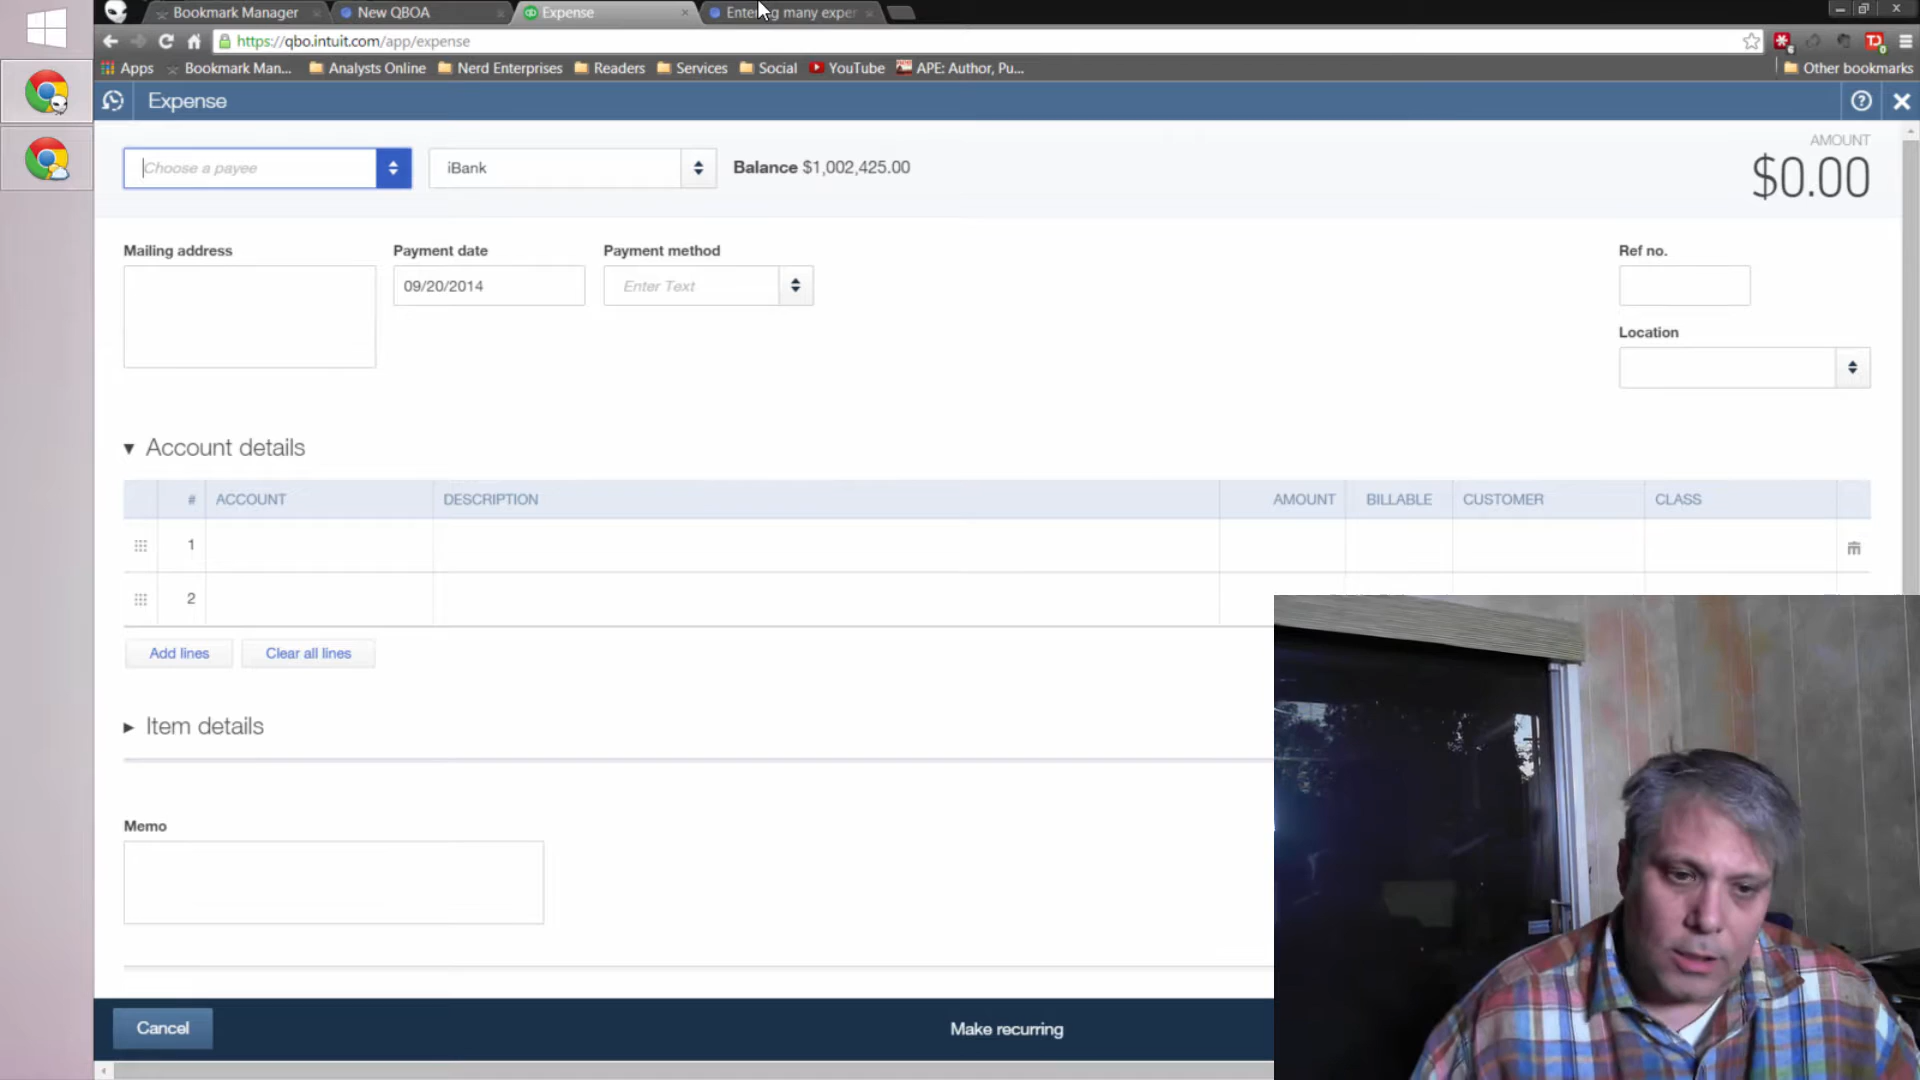 Bookmark Manager
New QBOA
Expense
Entering many exper
https://qbo.intuit.com/app/expense
6
TD
0
Apps
Bookmark Man...
Analysts Online
Nerd Enterprises
Readers
Services
Social
YouTube
APE: Author, Pu...
Other bookmarks
Expense
Choose a payee
iBank
Balance $1,002,425.00
AMOUNT
$0.00
Mailing address
Payment date
09/20/2014
Payment method
Enter Text
Ref no.
Location
Account details
# ACCOUNT DESCRIPTION AMOUNT BILLABLE CUSTOMER CLASS
1
2
Add lines
Clear all lines
Item details
Memo
Cancel
Make recurring